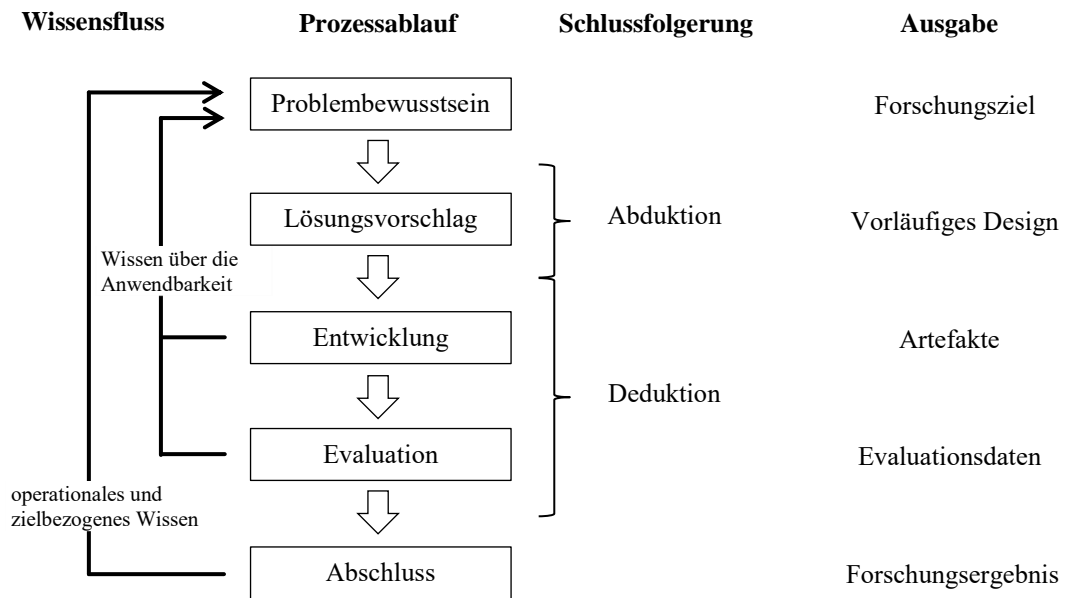 Wissensfluss
Prozessablauf
Schlussfolgerung
Ausgabe
Problembewusstsein
Forschungsziel
Lösungsvorschlag
Abduktion
Vorläufiges Design
Wissen über die
Anwendbarkeit
Entwicklung
Artefakte
Deduktion
Evaluation
Evaluationsdaten
operationales und
zielbezogenes Wissen
Abschluss
Forschungsergebnis